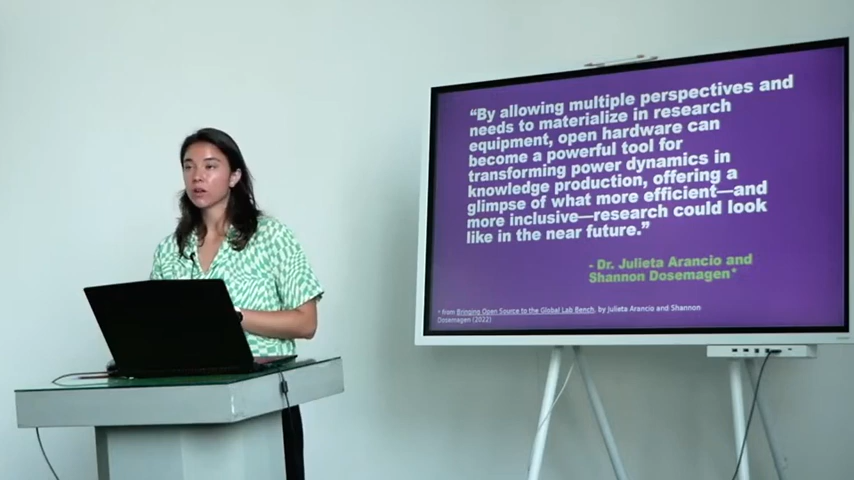 “By allowing multiple perspectives and
needs to materialize in research
equipment, open hardware can
become a powerful tool for
transforming power dynamics in
knowledge production, offering a
glimpse of what more efficient—and
more inclusive—research could look
like in the near future.”
- Dr. Julieta Arancio and
Shannon Dosemagen*
* from Bringing Open Source to the Global Lab Bench, by Julieta Arancio and Shannon
Dosemagen (2022)